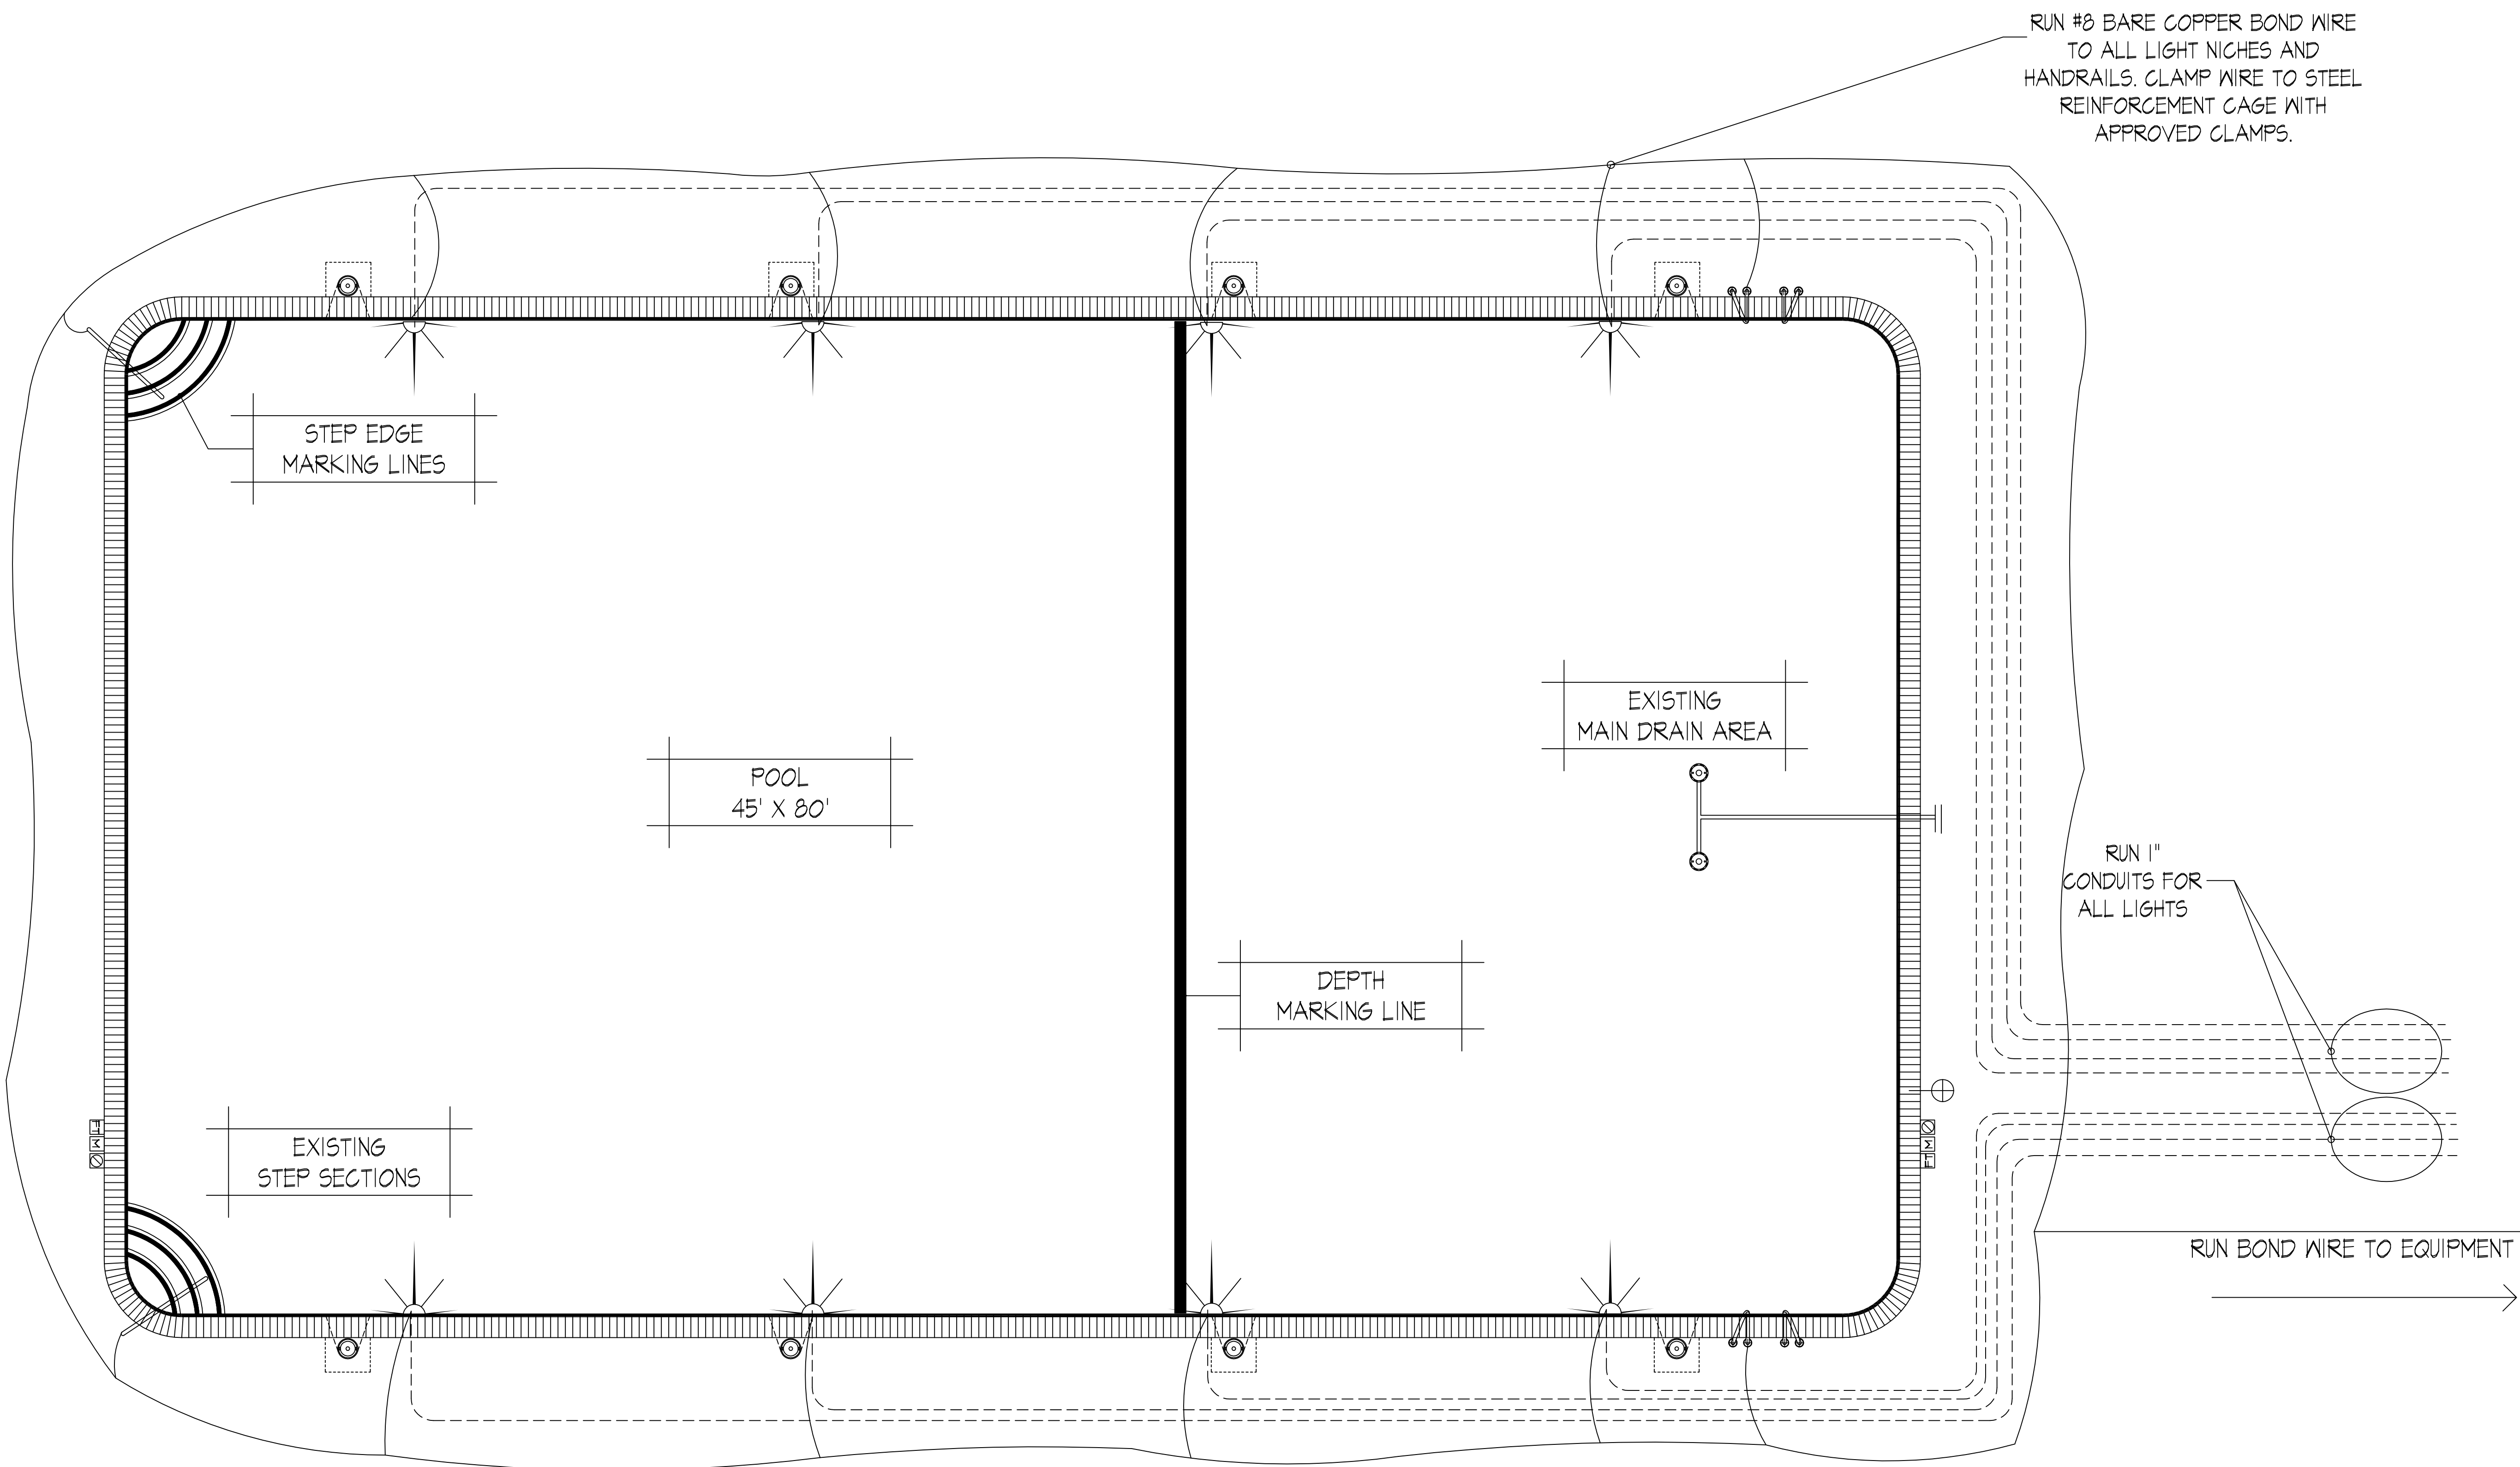 RUN #8 BARE COPPER BOND WIRE
TO ALL LIGHT NICHES AND
HANDRAILS. CLAMP WIRE TO STEEL
REINFORCEMENT CAGE WITH
APPROVED CLAMPS.
STEP EDGE
MARKING LINES
EXISTING
MAIN DRAIN AREA
POOL
45' X 80'
RUN 1"
CONDUITS FOR
ALL LIGHTS
DEPTH
MARKING LINE
FT
M
M
FT
EXISTING
STEP SECTIONS
RUN BOND WIRE TO EQUIPMENT